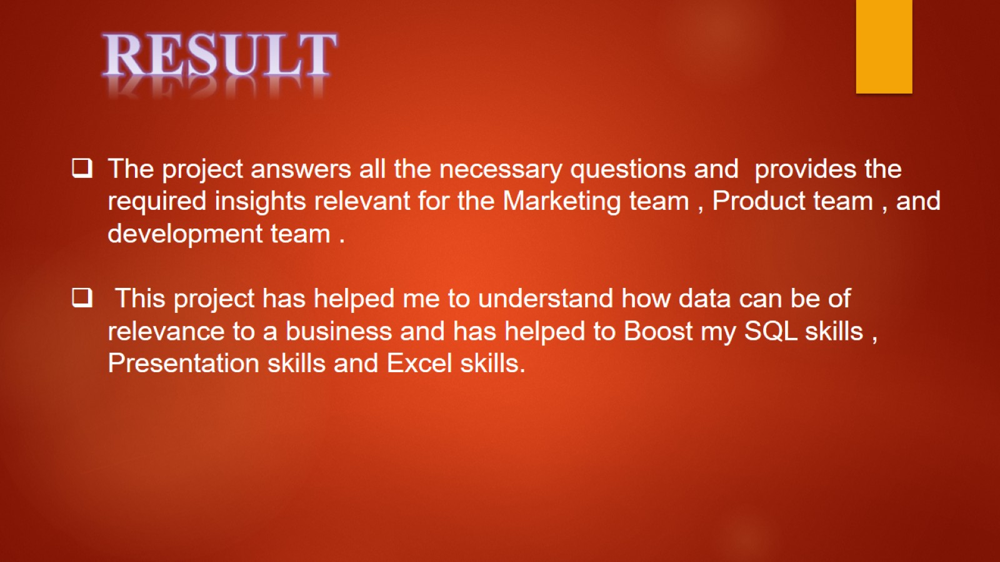 RESULT
The project answers all the necessary questions and  provides the
required insights relevant for the Marketing team , Product team , and
development team .
This project has helped me to understand how data can be of
relevance to a business and has helped to Boost my SQL skills ,
Presentation skills and Excel skills.